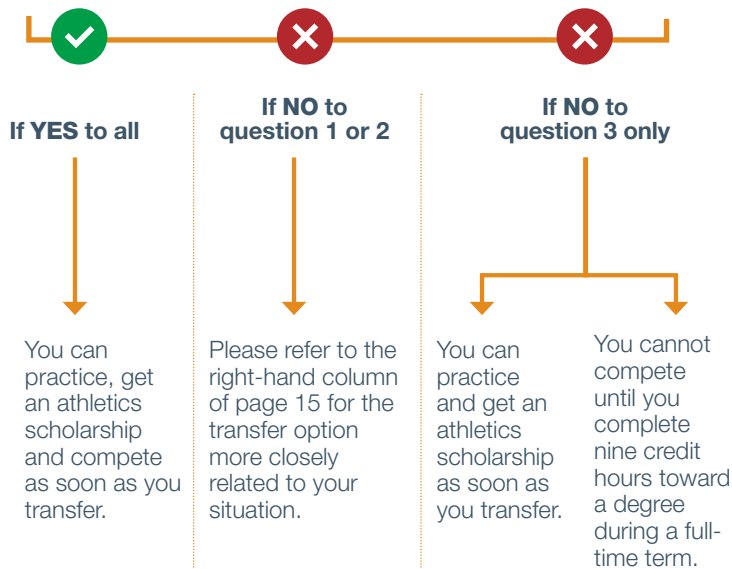 If YES to all
You can
practice, get
an athletics
scholarship
and compete
as soon as you
transfer.
If NO to
question 1 or 2
Please refer to the
right-hand column
of page 15 for the
transfer option
more closely
related to your
situation.
If NO to
question 3 only
You can
practice
and get an
athletics
scholarship
as soon as
you transfer.
You cannot
compete
until you
complete
nine credit
hours toward
a degree
during a full-
time term.